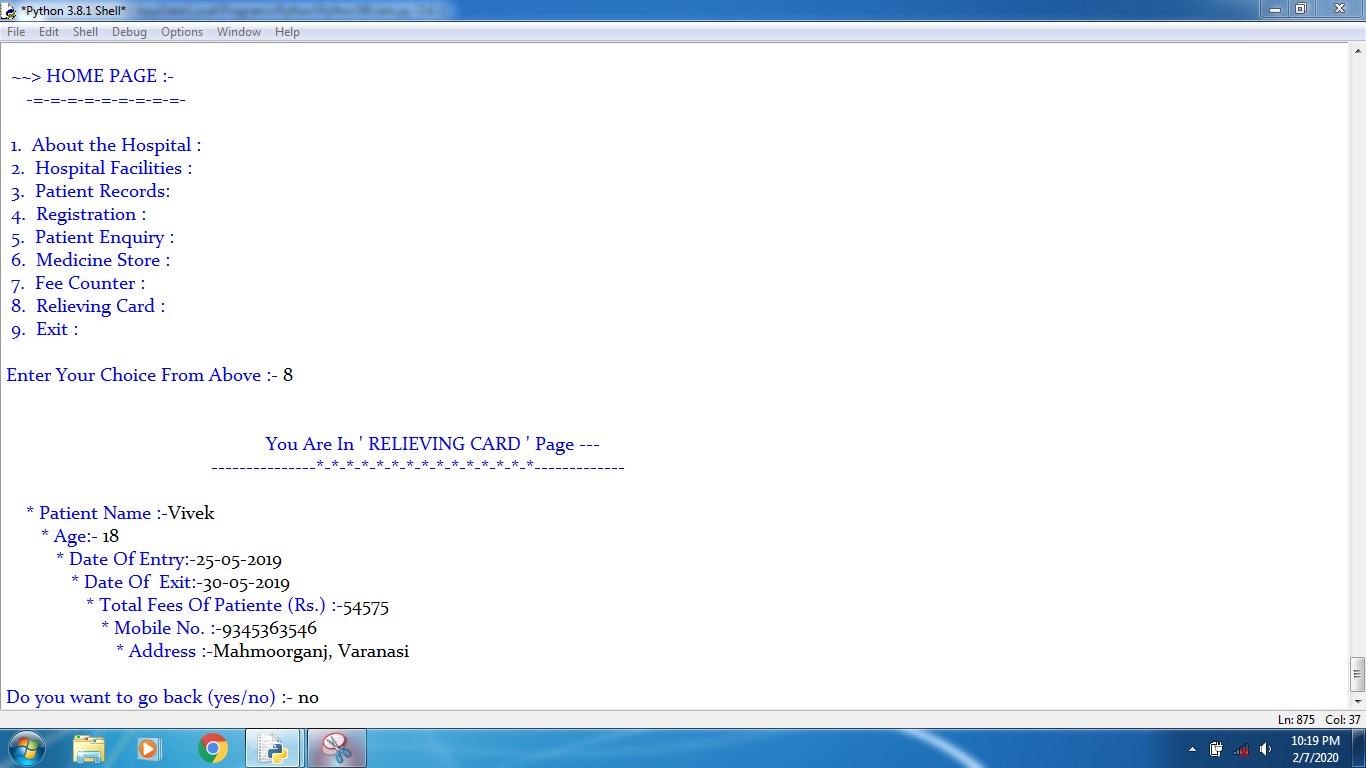 *Python 3.8.1 Shell*
File Edit Shell Debug Options Window Help
~~> HOME PAGE :-
-=-=-=-=-=-=-=-=-=-
1. About the Hospital :
2. Hospital Facilities :
3. Patient Records:
4. Registration :
5. Patient Enquiry :
6. Medicine Store :
7. Fee Counter :
8. Relieving Card :
9. Exit :
Enter Your Choice From Above :- 8
You Are In ' RELIEVING CARD ' Page ---
---------------*-*-*-*-*-*-*-*-*-*-*-*-*-*-*-------------
* Patient Name :-Vivek
* Age:- 18
* Date Of Entry:-25-05-2019
* Date Of  Exit:-30-05-2019
* Total Fees Of Patiente (Rs.) :-54575
* Mobile No. :-9345363546
* Address :-Mahmoorganj, Varanasi
Do you want to go back (yes/no) :- no
Ln: 875 Col: 37
10:19 PM
2/7/2020